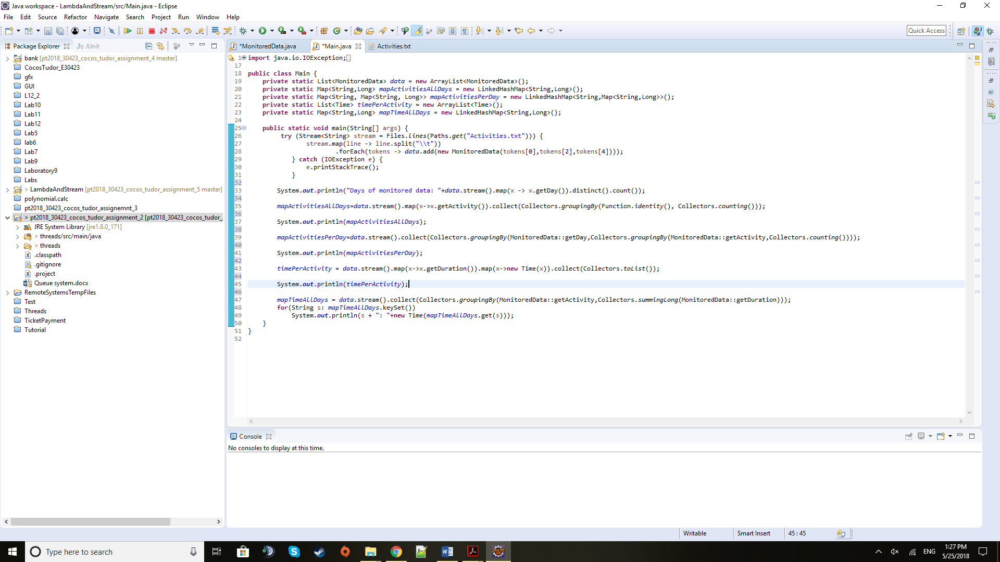 Java workspace - LambdaAndStream/src/Main.java - Eclipse
File Edit Source Refactor Navigate Search Project Run Window Help
Quick Access
Package Explorer
JUnit
bank [pt2018_30423_cocos_tudor_assignment_4 master]
CocosTudor_E30423
gfx
GUI
L12_2
Lab10
Lab11
Lab12
Lab5
lab6
Lab7
Lab9
Laboratory9
Labs
> LambdaAndStream [pt2018_30423_cocos_tudor_assignment_5 master]
polynomial.calc
pt2018_30423_cocos_tudor_assignemnt_3
> pt2018_30423_cocos_tudor_assignment_2 [pt2018_30423_cocos_tudor_
JRE System Library [jre1.8.0_171]
> threads/src/main/java
> threads
.classpath
.gitignore
.project
Queue system.docx
RemoteSystemsTempFiles
Test
Threads
TicketPayment
Tutorial
*MonitoredData.java
*Main.java
Activities.txt
1 import java.io.IOException;
17
18 public class Main {
19 private static List<MonitoredData> data = new ArrayList<MonitoredData>();
20 private static Map<String,Long> mapActivitiesAllDays = new LinkedHashMap<String,Long>();
21 private static Map<String, Map<String, Long>> mapActivitiesPerDay = new LinkedHashMap<String,Map<String,Long>>();
22 private static List<Time> timePerActivity = new ArrayList<Time>();
23 private static Map<String,Long> mapTimeAllDays = new LinkedHashMap<String,Long>();
24
25 public static void main(String[] args) {
26 try (Stream<String> stream = Files.lines(Paths.get("Activities.txt"))) {
27 stream.map(line -> line.split("\\t"))
28 .forEach(tokens -> data.add(new MonitoredData(tokens[0],tokens[2],tokens[4])));
29 } catch (IOException e) {
30 e.printStackTrace();
31 }
32
33 System.out.println("Days of monitored data: "+data.stream().map(x -> x.getDay()).distinct().count());
34
35 mapActivitiesAllDays=data.stream().map(x->x.getActivity()).collect(Collectors.groupingBy(Function.identity(), Collectors.counting()));
36
37 System.out.println(mapActivitiesAllDays);
38
39 mapActivitiesPerDay=data.stream().collect(Collectors.groupingBy(MonitoredData::getDay,Collectors.groupingBy(MonitoredData::getActivity,Collectors.counting())));
40
41 System.out.println(mapActivitiesPerDay);
42
43 timePerActivity = data.stream().map(x->x.getDuration()).map(x->new Time(x)).collect(Collectors.toList());
44
45 System.out.println(timePerActivity);
46
47 mapTimeAllDays = data.stream().collect(Collectors.groupingBy(MonitoredData::getActivity,Collectors.summingLong(MonitoredData::getDuration)));
48 for(String s: mapTimeAllDays.keySet())
49 System.out.println(s + ": "+new Time(mapTimeAllDays.get(s)));
50 }
51 }
52
Console
No consoles to display at this time.
Writable
Smart Insert
45 : 45
Type here to search
ENG
1:27 PM
5/25/2018